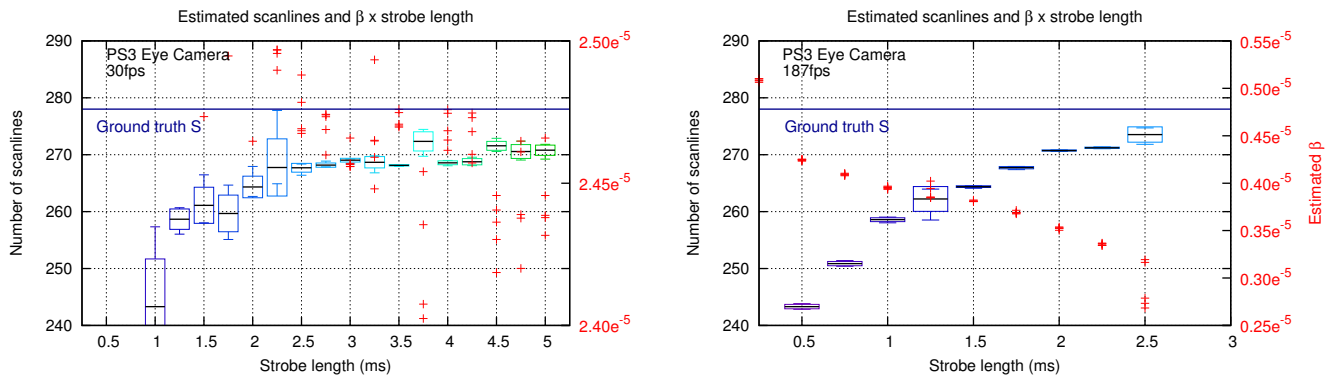 Estimated scanlines and β x strobe length
290
280
270
260
250
240
Number of scanlines
PS3 Eye Camera
30fps
Ground truth S
2.50e⁻⁵
2.45e⁻⁵
2.40e⁻⁵
1 1.5 2 2.5 3 3.5 4 4.5 5
0.5
Strobe length (ms)
Estimated scanlines and β x strobe length
290
280
270
260
250
240
Number of scanlines
PS3 Eye Camera
187fps
Ground truth S
0.55e⁻⁵
0.50e⁻⁵
0.45e⁻⁵
0.40e⁻⁵
0.35e⁻⁵
0.30e⁻⁵
0.25e⁻⁵
Estimated β
0.5 1 1.5 2 2.5 3
Strobe length (ms)